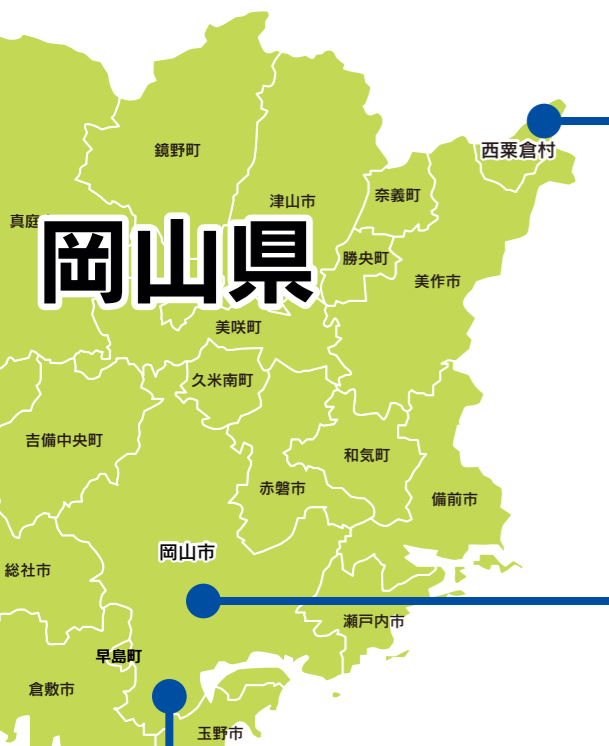 鏡野町
西粟倉村
津山市
奈義町
真庭
岡山県
勝央町
美作市
美咲町
久米南町
吉備中央町
和気町
赤磐市
備前市
岡山市
総社市
瀬戸内市
早島町
倉敷市
玉野市